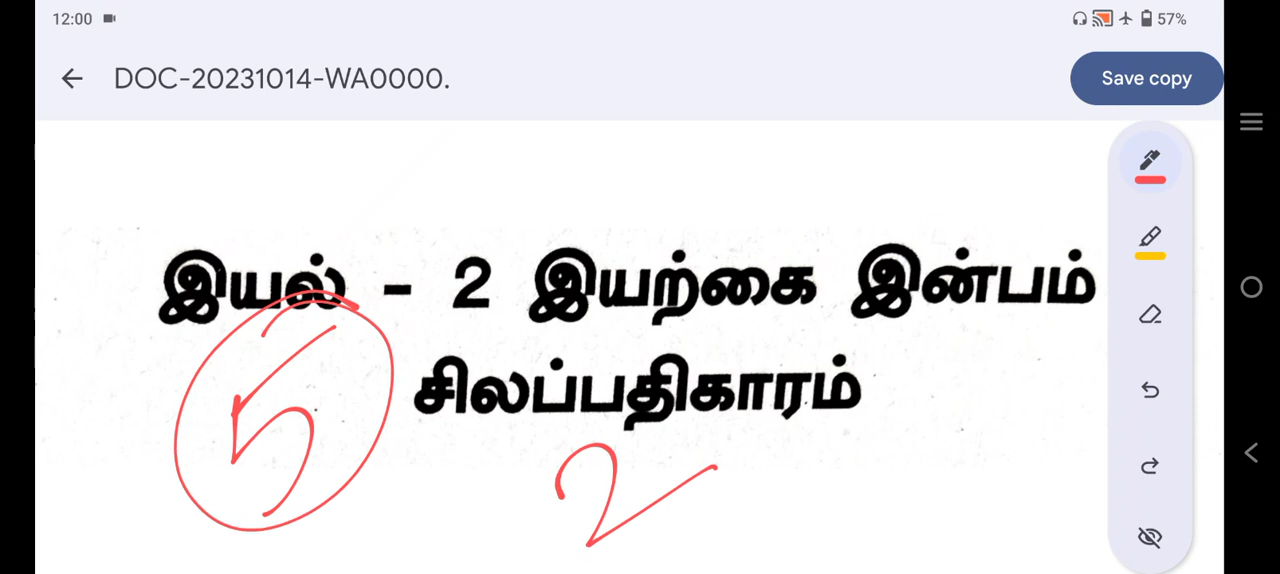 12:00 57%
DOC-20231014-WA0000. Save copy
இயல் - 2 இயற்கை இன்பம்
சிலப்பதிகாரம்
5
2